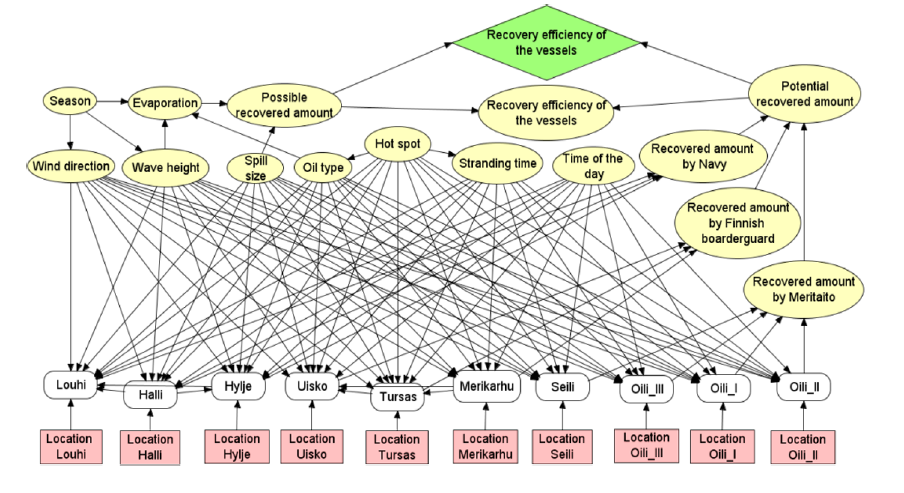 Recovery efficiency of
the vessels
Season
Evaporation
Possible
recovered amount
Recovery efficiency of
the vessels
Potential
recovered amount
Wind direction
Wave height
Spill
size
Oil type
Hot spot
Stranding time
Time of the
day
Recovered amount
by Navy
Recovered amount
by Finnish
boarderguard
Recovered amount
by Meritaito
Louhi
Halli
Hylje
Uisko
Tursas
Merikarhu
Seili
Oili_III
Oili_I
Oili_II
Location
Louhi
Location
Halli
Location
Hylje
Location
Uisko
Location
Tursas
Location
Merikarhu
Location
Seili
Location
Oili_III
Location
Oili_I
Location
Oili_II